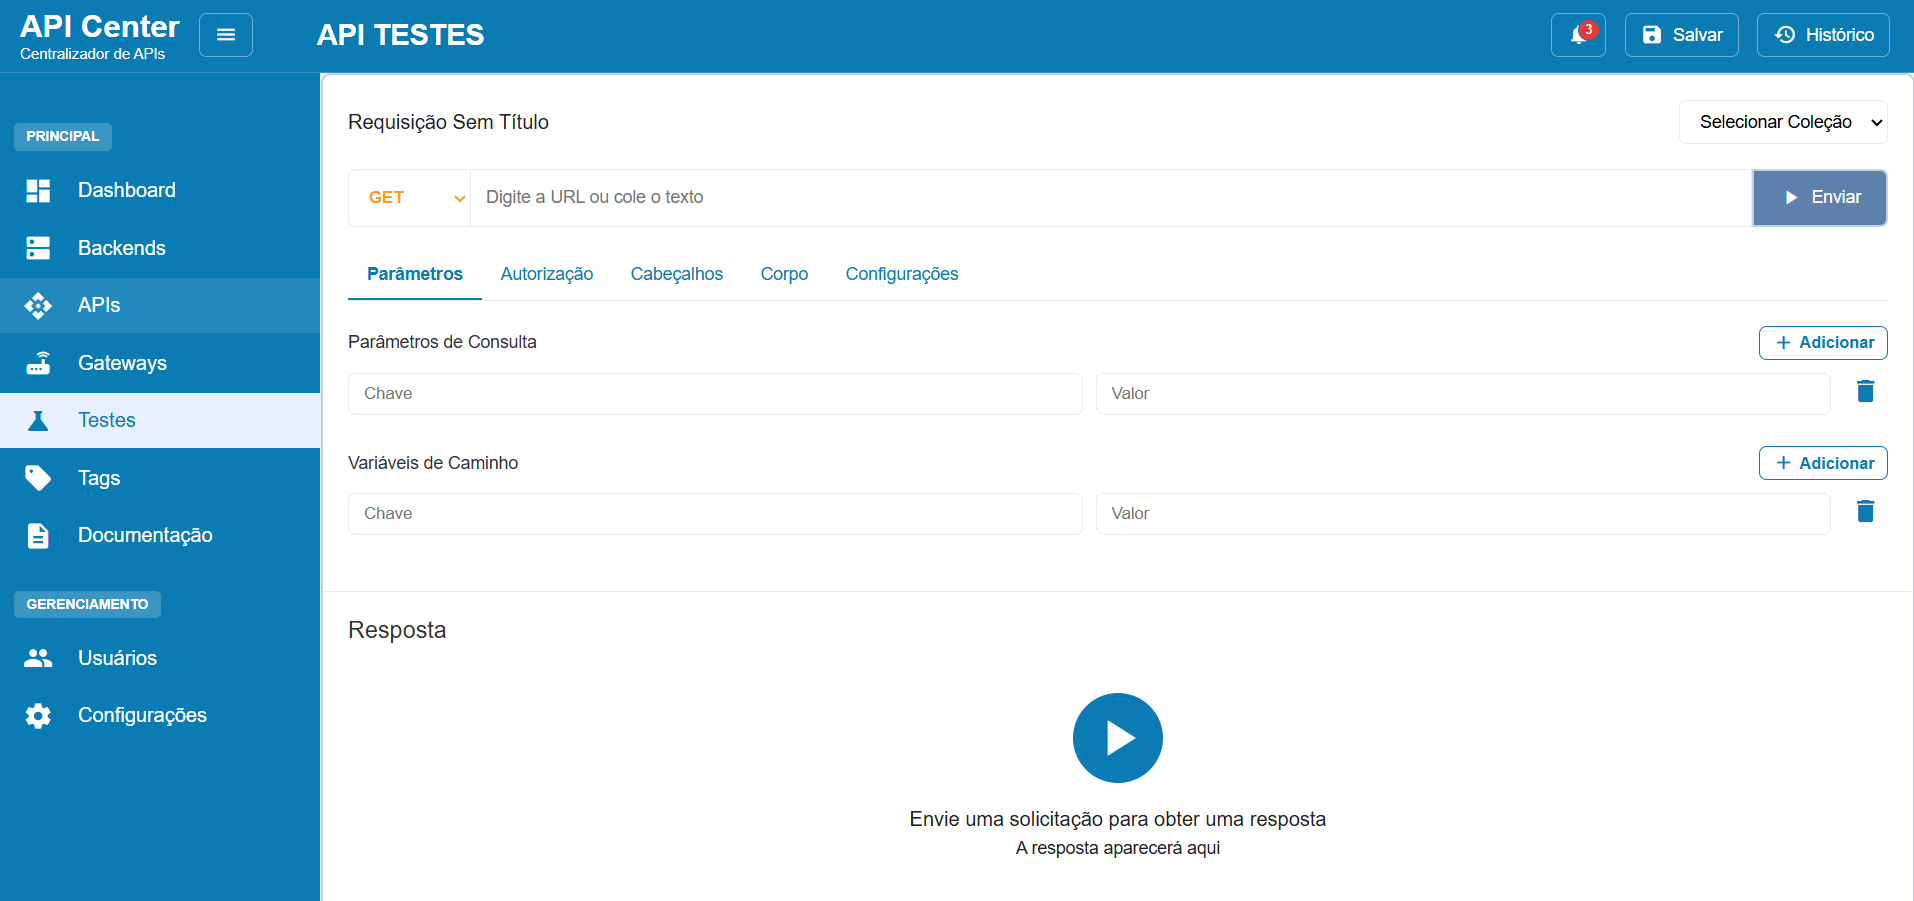 API Center
Centralizador de APIs
API TESTES
3
Salvar
Histórico
PRINCIPAL
Dashboard
Backends
APIs
Gateways
Testes
Tags
Documentação
GERENCIAMENTO
Usuários
Configurações
Requisição Sem Título
Selecionar Coleção
GET
Digite a URL ou cole o texto
Enviar
Parâmetros
Autorização
Cabeçalhos
Corpo
Configurações
Parâmetros de Consulta
Adicionar
Chave
Valor
Variáveis de Caminho
Adicionar
Chave
Valor
Resposta
Envie uma solicitação para obter uma resposta
A resposta aparecerá aqui